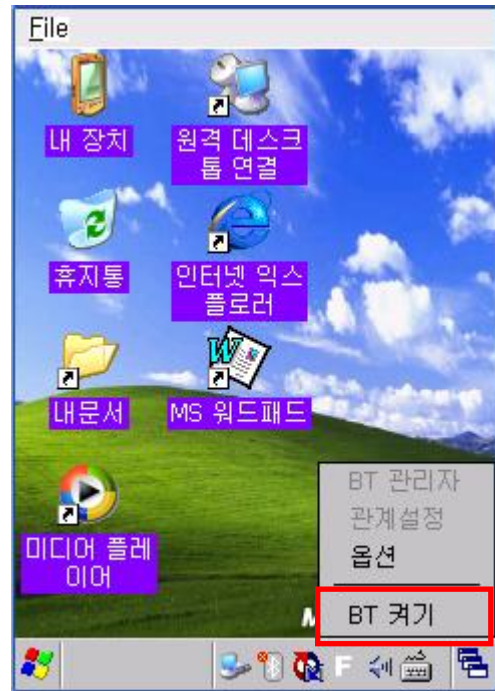 File
내 장치
원격 데스크
톱 연결
휴지통
인터넷 익스
플로러
내문서
MS 워드패드
미디어 플레
이어
BT 관리자
관계설정
옵션
BT 켜기
M
F